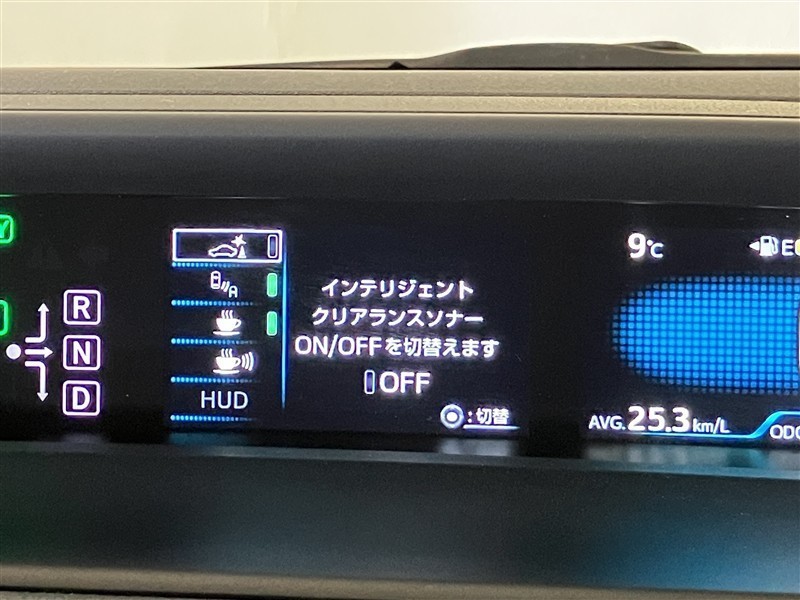 R
N
D
A
HUD
インテリジェント
クリアランスソナー
ON/OFFを切替えます
OFF
:切替
9℃
E
AVG.25.3km/L
ODO